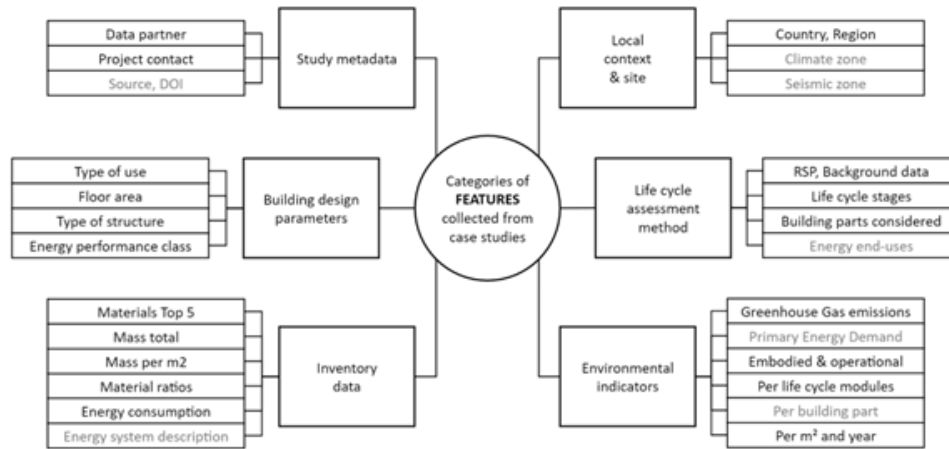 Data partner
Project contact
Source, DOI
Study metadata
Local
context
& site
Country, Region
Climate zone
Seismic zone
Type of use
Floor area
Type of structure
Energy performance class
Building design
parameters
Categories of
FEATURES
collected from
case studies
Life cycle
assessment
method
RSP, Background data
Life cycle stages
Building parts considered
Energy end-uses
Materials Top 5
Mass total
Mass per m2
Material ratios
Energy consumption
Energy system description
Inventory
data
Environmental
indicators
Greenhouse Gas emissions
Primary Energy Demand
Embodied & operational
Per life cycle modules
Per building part
Per m² and year